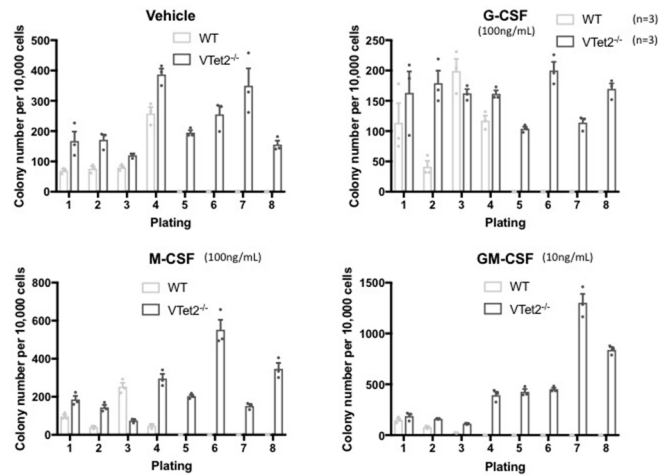 Vehicle
WT
VTet2-/-
Colony number per 10,000 cells
500
400
300
200
100
0
1 2 3 4 5 6 7 8
Plating
G-CSF
(100ng/mL)
WT (n=3)
VTet2-/- (n=3)
Colony number per 10,000 cells
250
200
150
100
50
0
1 2 3 4 5 6 7 8
Plating
M-CSF (100ng/mL)
WT
VTet2-/-
Colony number per 10,000 cells
800
600
400
200
0
1 2 3 4 5 6 7 8
Plating
GM-CSF (10ng/mL)
WT
VTet2-/-
Colony number per 10,000 cells
1500
1000
500
0
1 2 3 4 5 6 7 8
Plating